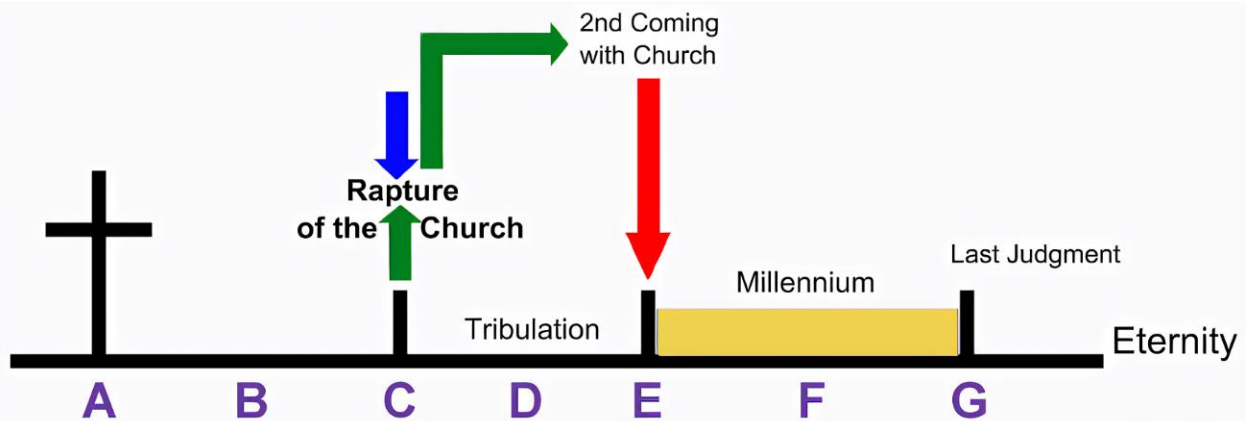 2nd Coming
with Church
Rapture
of the Church
Last Judgment
Millennium
Tribulation
Eternity
A B C D E F G